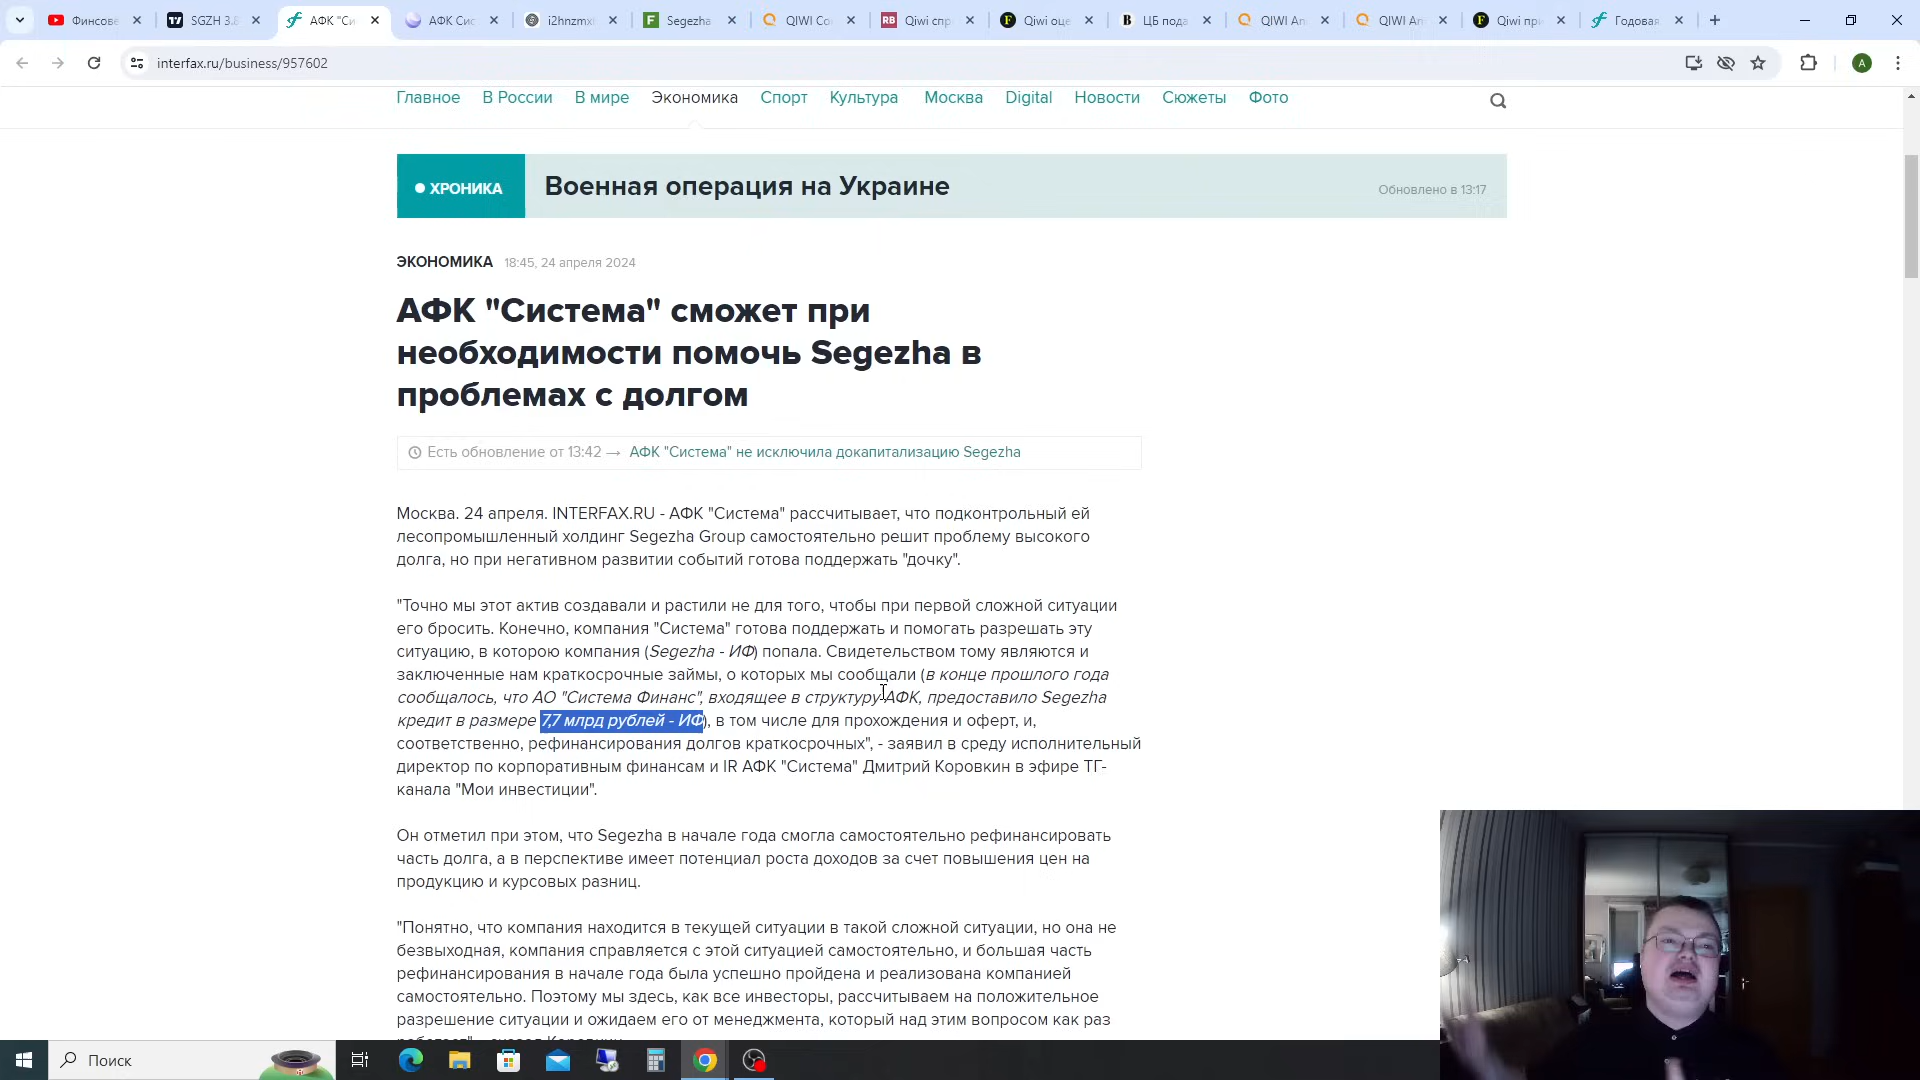 Финсове
SGZH 3.8
АФК "Си
АФК Сис
i2hnzmx
Segezha
QIWI Co
Qiwi спр
Qiwi оце
ЦБ пода
QIWI An
QIWI An
Qiwi при
Годовая
interfax.ru/business/957602
Главное В России В мире Экономика Спорт Культура Москва Digital Новости Сюжеты Фото
ХРОНИКА
Военная операция на Украине
Обновлено в 13:17
ЭКОНОМИКА 18:45, 24 апреля 2024
АФК "Система" сможет при
необходимости помочь Segezha в
проблемах с долгом
Есть обновление от 13:42 → АФК "Система" не исключила докапитализацию Segezha
Москва. 24 апреля. INTERFAX.RU - АФК "Система" рассчитывает, что подконтрольный ей
лесопромышленный холдинг Segezha Group самостоятельно решит проблему высокого
долга, но при негативном развитии событий готова поддержать "дочку".
"Точно мы этот актив создавали и растили не для того, чтобы при первой сложной ситуации
его бросить. Конечно, компания "Система" готова поддержать и помогать разрешать эту
ситуацию, в которою компания (Segezha - ИФ) попала. Свидетельством тому являются и
заключенные нам краткосрочные займы, о которых мы сообщали (в конце прошлого года
сообщалось, что АО "Система Финанс", входящее в структуру АФК, предоставило Segezha
кредит в размере 7,7 млрд рублей - ИФ), в том числе для прохождения и оферт, и,
соответственно, рефинансирования долгов краткосрочных", - заявил в среду исполнительный
директор по корпоративным финансам и IR АФК "Система" Дмитрий Коровкин в эфире ТГ-
канала "Мои инвестиции".
Он отметил при этом, что Segezha в начале года смогла самостоятельно рефинансировать
часть долга, а в перспективе имеет потенциал роста доходов за счет повышения цен на
продукцию и курсовых разниц.
"Понятно, что компания находится в текущей ситуации в такой сложной ситуации, но она не
безвыходная, компания справляется с этой ситуацией самостоятельно, и большая часть
рефинансирования в начале года была успешно пройдена и реализована компанией
самостоятельно. Поэтому мы здесь, как все инвесторы, рассчитываем на положительное
разрешение ситуации и ожидаем его от менеджмента, который над этим вопросом как раз
Поиск